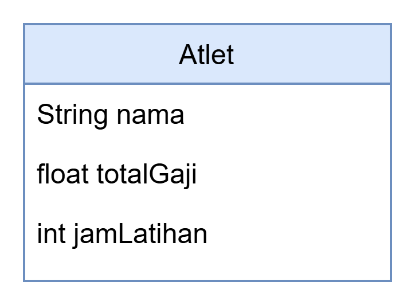 Atlet
String nama
float totalGaji
int jamLatihan